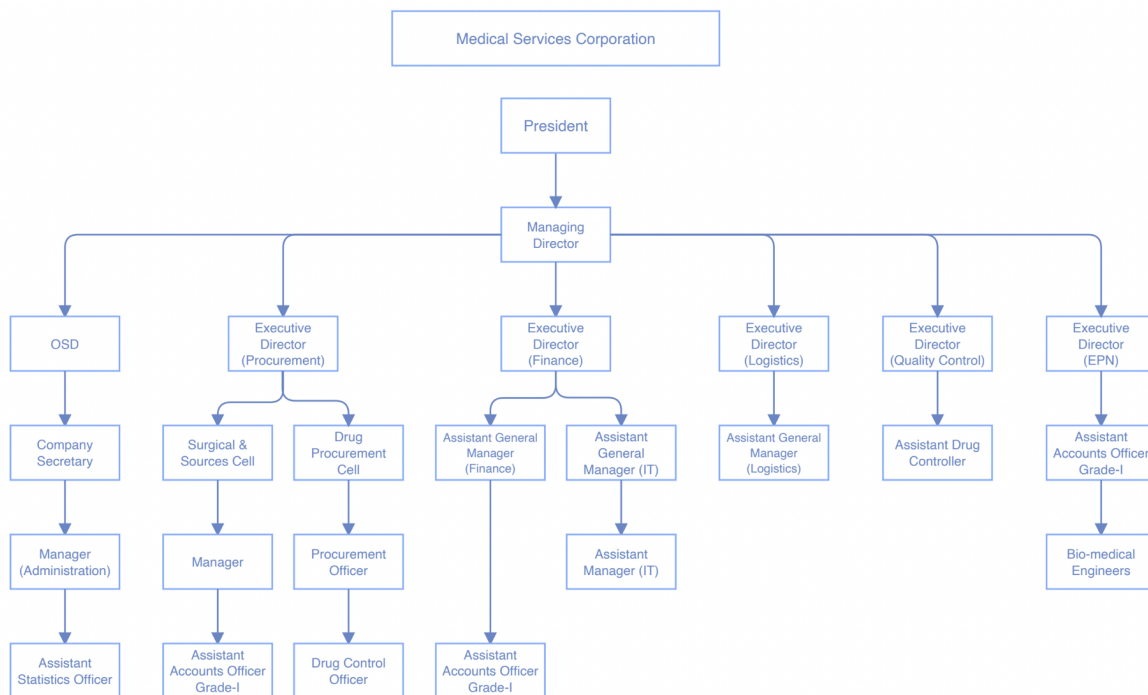 Medical Services Corporation
President
Managing
Director
OSD
Executive
Director
(Procurement)
Executive
Director
(Finance)
Executive
Director
(Logistics)
Executive
Director
(Quality Control)
Executive
Director
(EPN)
Company
Secretary
Surgical &
Sources Cell
Drug
Procurement
Cell
Assistant General
Manager
(Finance)
Assistant
General
Manager (IT)
Assistant General
Manager
(Logistics)
Assistant Drug
Controller
Assistant
Accounts Officer
Grade-I
Manager
(Administration)
Manager
Procurement
Officer
Assistant
Manager (IT)
Bio-medical
Engineers
Assistant
Statistics Officer
Assistant
Accounts Officer
Grade-I
Drug Control
Officer
Assistant
Accounts Officer
Grade-I